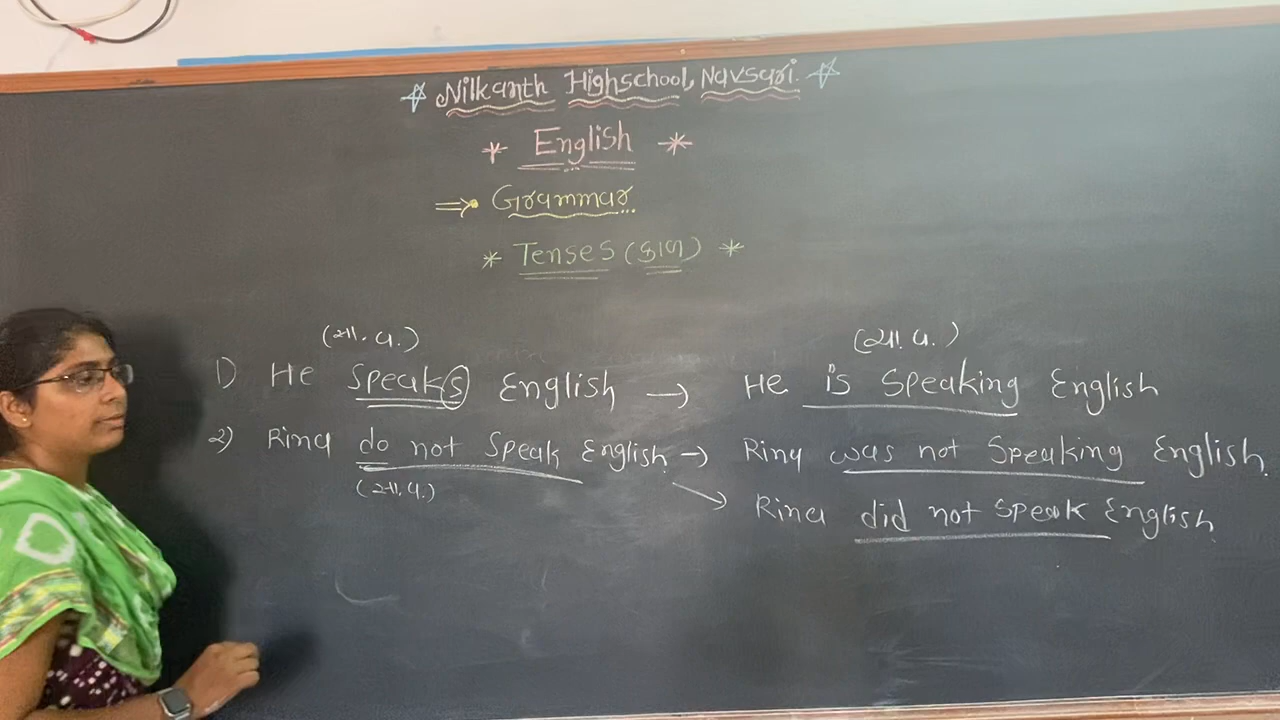 Nilkanth Highschool, Navsari.
* English *
⇒ Grammar
* Tenses (કાળ) *
(સા. વ.) (ચા. વ.)
1) He speaks English → He is speaking English
2) Rina do not speak English. → Rina was not speaking English.
(સા. વ.)
→ Rina did not speak English.